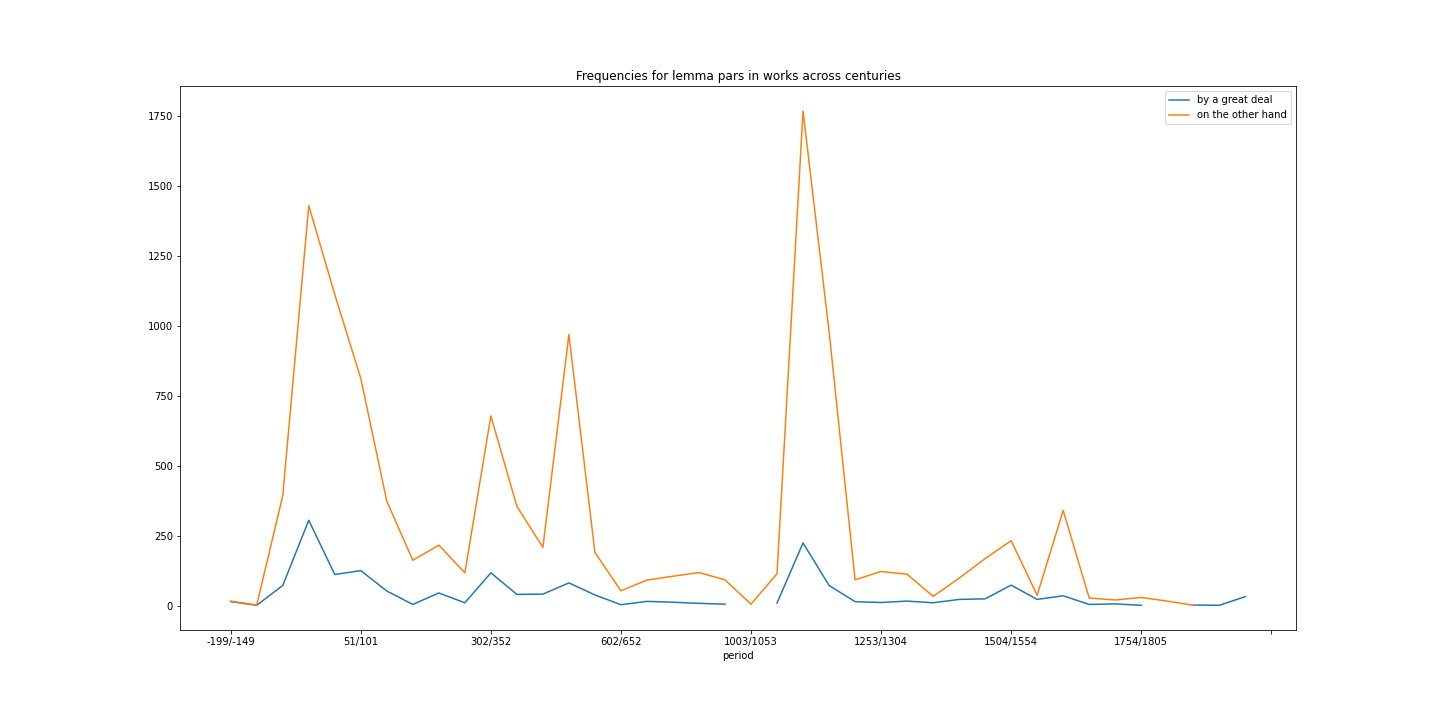 Frequencies for lemma pars in works across centuries
by a great deal
on the other hand
1750
1500
1250
1000
750
500
250
0
-199/-149 51/101 302/352 602/652 1003/1053 1253/1304 1504/1554 1754/1805
period